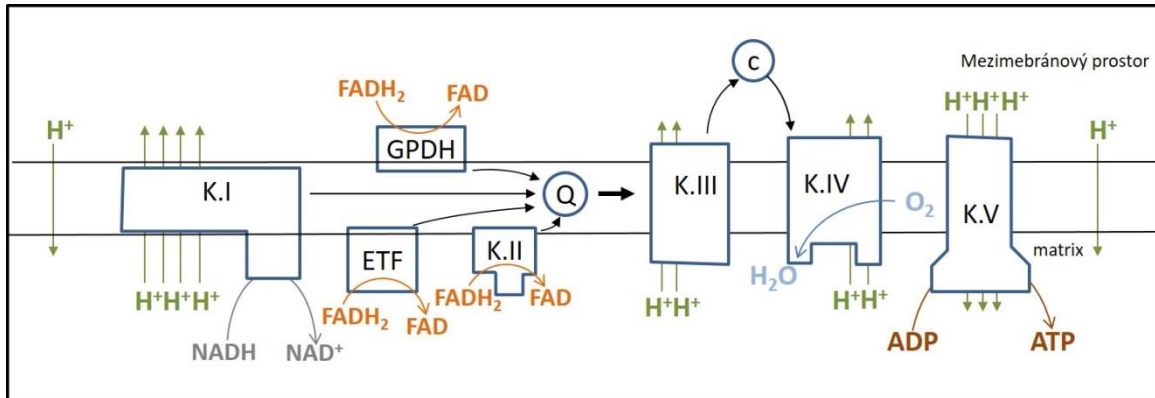 Mezimebránový prostor
c
FADH₂ FAD
H⁺
GPDH
H⁺H⁺H⁺
H⁺
K.I
Q
K.III
K.IV
O₂
K.V
ETF
K.II
matrix
H₂O
FADH₂ FAD
FADH₂ FAD
H⁺H⁺H⁺
H⁺H⁺
H⁺H⁺
NADH NAD⁺
ADP ATP